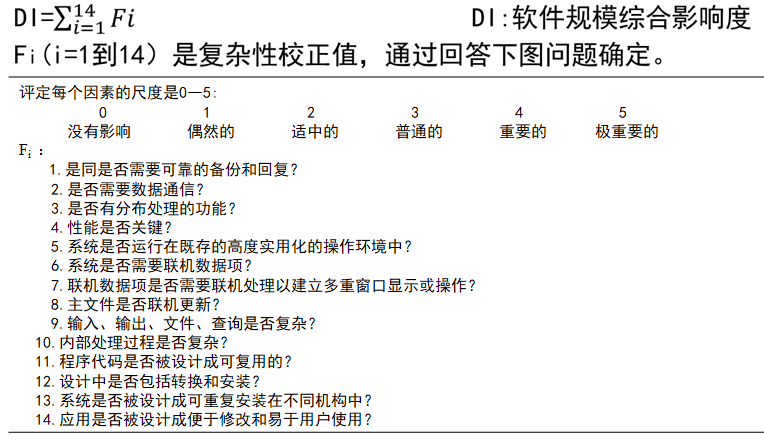 DI=∑¹⁴ᵢ₌₁ Fi DI:软件规模综合影响度
Fi(i=1到14) 是复杂性校正值，通过回答下图问题确定。
评定每个因素的尺度是0—5:
0 1 2 3 4 5
没有影响 偶然的 适中的 普通的 重要的 极重要的
Fi :
1.是同是否需要可靠的备份和回复?
2.是否需要数据通信?
3.是否有分布处理的功能?
4.性能是否关键?
5.系统是否运行在既存的高度实用化的操作环境中?
6.系统是否需要联机数据项?
7.联机数据项是否需要联机处理以建立多重窗口显示或操作?
8.主文件是否联机更新?
9.输入、输出、文件、查询是否复杂?
10.内部处理过程是否复杂?
11.程序代码是否被设计成可复用的?
12.设计中是否包括转换和安装?
13.系统是否被设计成可重复安装在不同机构中?
14.应用是否被设计成便于修改和易于用户使用?